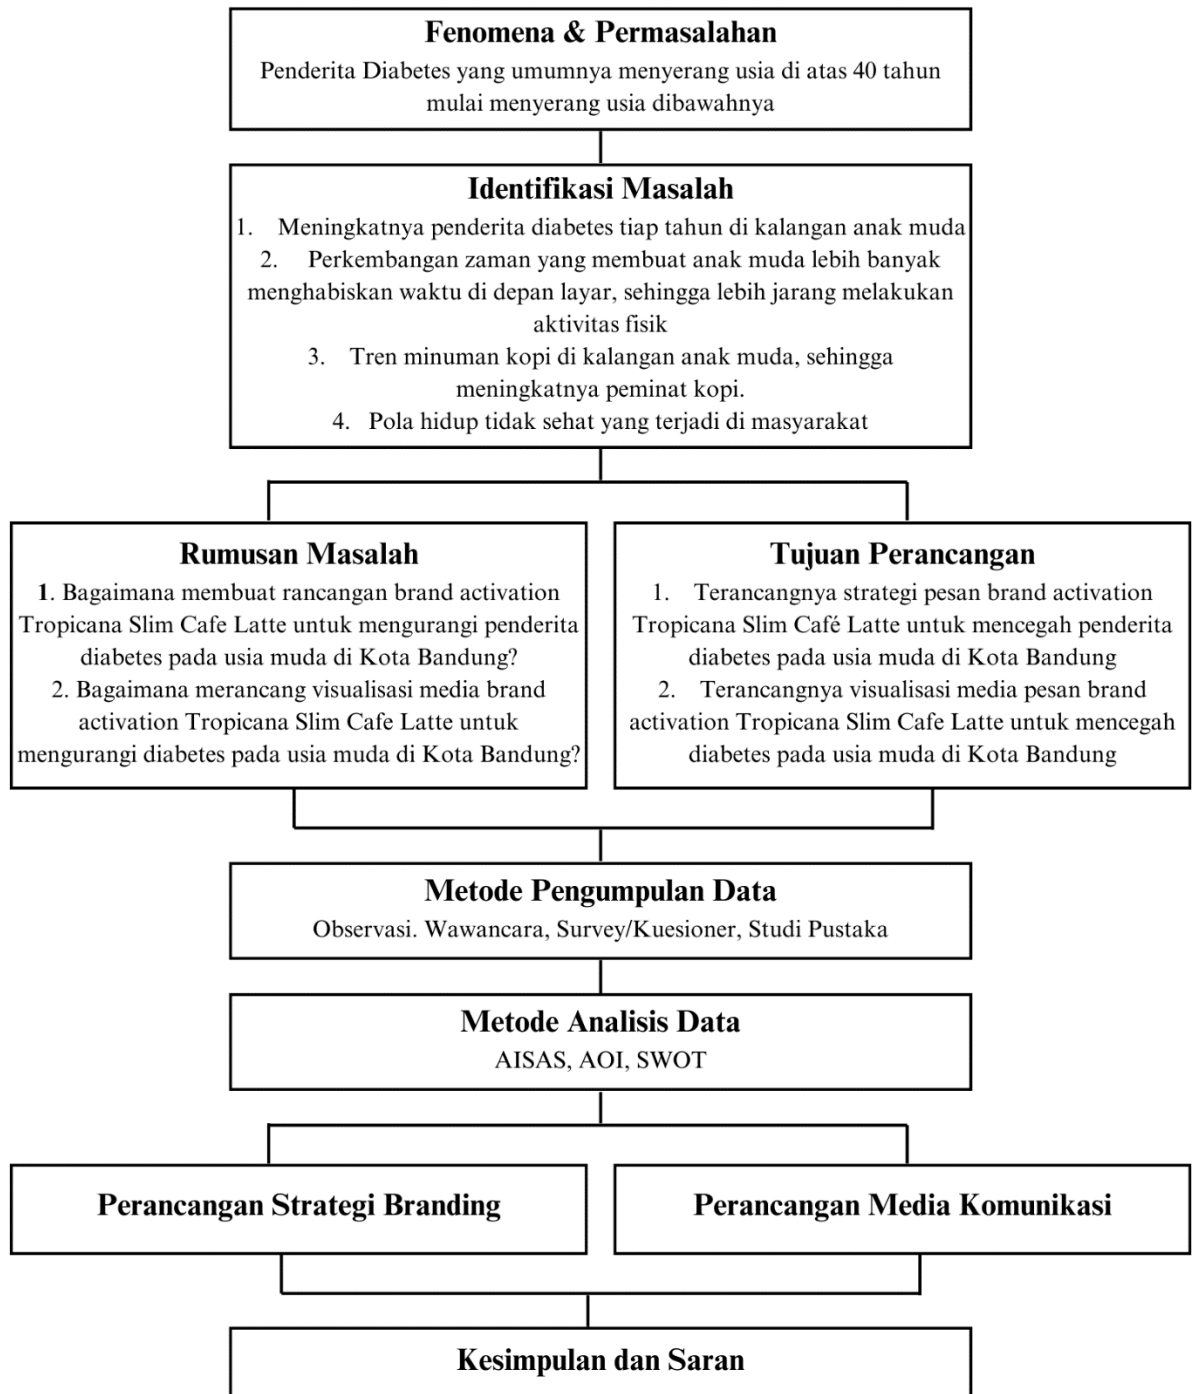 Fenomena & Permasalahan
Penderita Diabetes yang umumnya menyerang usia di atas 40 tahun
mulai menyerang usia dibawahnya
Identifikasi Masalah
1. Meningkatnya penderita diabetes tiap tahun di kalangan anak muda
2. Perkembangan zaman yang membuat anak muda lebih banyak
menghabiskan waktu di depan layar, sehingga lebih jarang melakukan
aktivitas fisik
3. Tren minuman kopi di kalangan anak muda, sehingga
meningkatnya peminat kopi.
4. Pola hidup tidak sehat yang terjadi di masyarakat
Rumusan Masalah
1. Bagaimana membuat rancangan brand activation
Tropicana Slim Cafe Latte untuk mengurangi penderita
diabetes pada usia muda di Kota Bandung?
2. Bagaimana merancang visualisasi media brand
activation Tropicana Slim Cafe Latte untuk
mengurangi diabetes pada usia muda di Kota Bandung?
Tujuan Perancangan
1. Terancangnya strategi pesan brand activation
Tropicana Slim Café Latte untuk mencegah penderita
diabetes pada usia muda di Kota Bandung
2. Terancangnya visualisasi media pesan brand
activation Tropicana Slim Cafe Latte untuk mencegah
diabetes pada usia muda di Kota Bandung
Metode Pengumpulan Data
Observasi. Wawancara, Survey/Kuesioner, Studi Pustaka
Metode Analisis Data
AISAS, AOI, SWOT
Perancangan Strategi Branding
Perancangan Media Komunikasi
Kesimpulan dan Saran